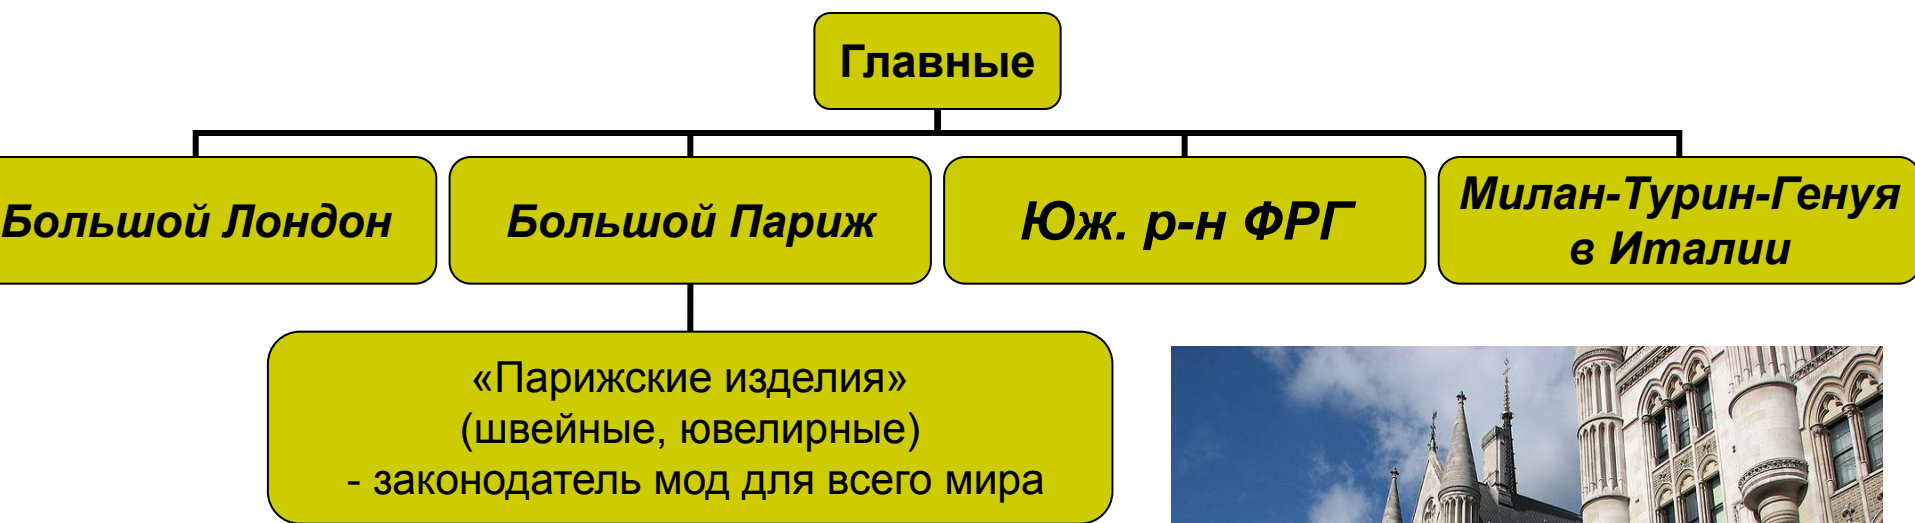 Главные
Большой Лондон
Большой Париж
Юж. р-н ФРГ
Милан-Турин-Генуя
в Италии
«Парижские изделия»
(швейные, ювелирные)
- законодатель мод для всего мира